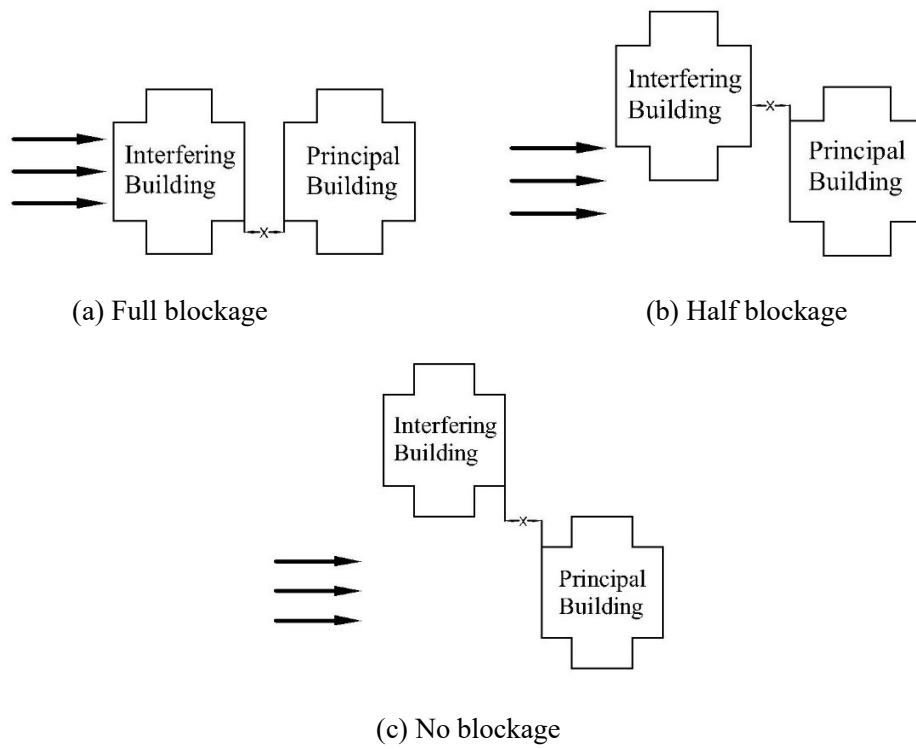 Interfering
Building
Principal
Building
x
(a) Full blockage
Interfering
Building
x
Principal
Building
(b) Half blockage
Interfering
Building
x
Principal
Building
(c) No blockage